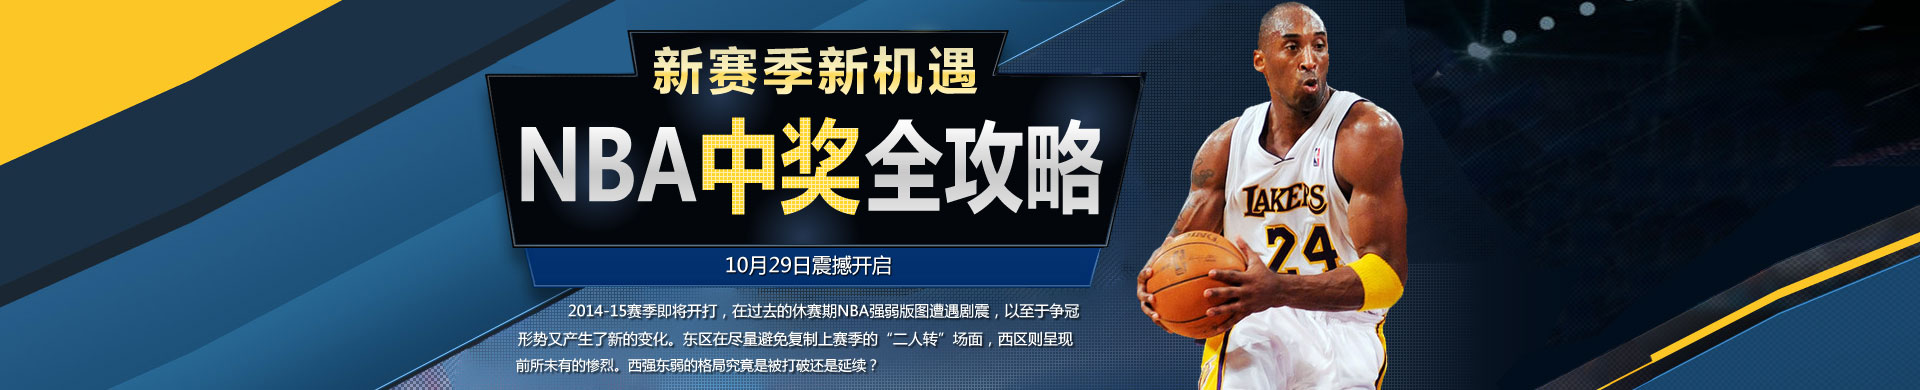 新赛季新机遇
NBA中奖全攻略
10月29日震撼开启
2014-15赛季即将开打，在过去的休赛期NBA强弱版图遭遇剧震，以至于争冠
形势又产生了新的变化。东区在尽量避免复制上赛季的“二人转”场面，西区则呈现
前所未有的惨烈。西强东弱的格局究竟是被打破还是延续？
LAKERS
24